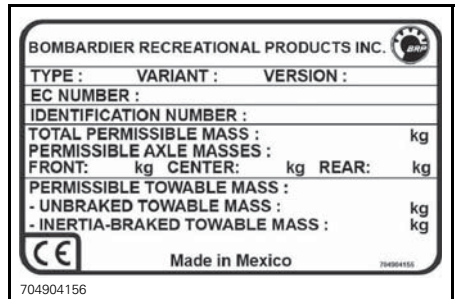 BOMBARDIER RECREATIONAL PRODUCTS INC. BRP
TYPE : VARIANT : VERSION :
EC NUMBER :
IDENTIFICATION NUMBER :
TOTAL PERMISSIBLE MASS : kg
PERMISSIBLE AXLE MASSES :
FRONT: kg CENTER: kg REAR: kg
PERMISSIBLE TOWABLE MASS :
- UNBRAKED TOWABLE MASS : kg
- INERTIA-BRAKED TOWABLE MASS : kg
CE Made in Mexico 704904156
704904156